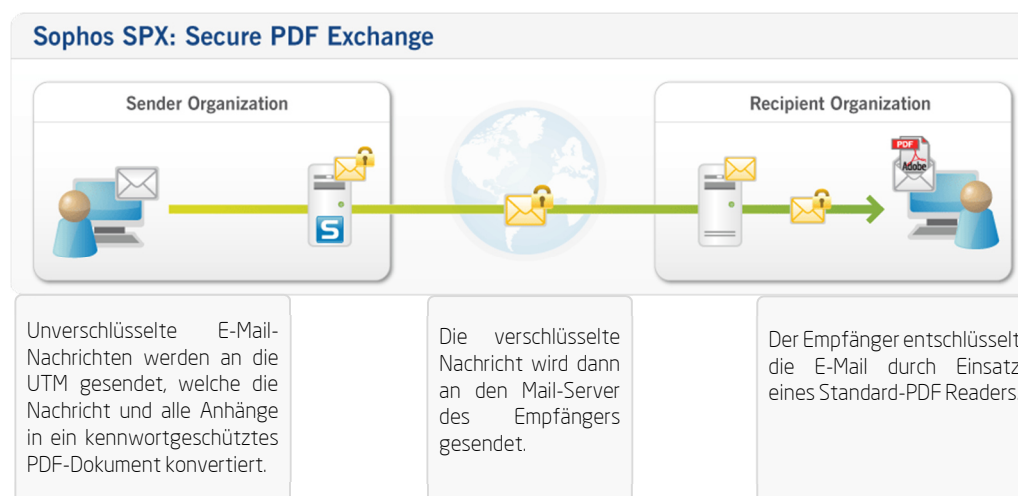 Sophos SPX: Secure PDF Exchange
Sender Organization
Recipient Organization
PDF
Adobe
S
Unverschlüsselte E-Mail-
Nachrichten werden an die
UTM gesendet, welche die
Nachricht und alle Anhänge
in ein kennwortgeschütztes
PDF-Dokument konvertiert.
Die verschlüsselte
Nachricht wird dann
an den Mail-Server
des Empfängers
gesendet.
Der Empfänger entschlüsselt
die E-Mail durch Einsatz
eines Standard-PDF Readers.